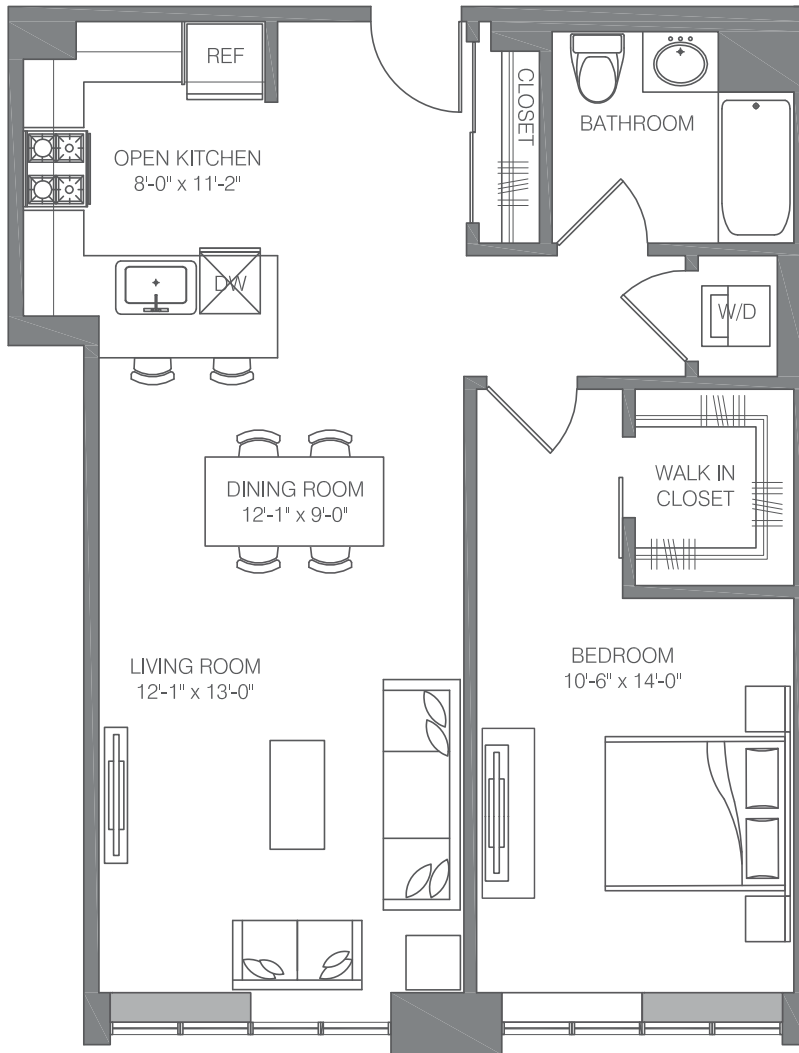 REF
CLOSET
BATHROOM
OPEN KITCHEN
8'-0" x 11'-2"
DW
W/D
DINING ROOM
12'-1" x 9'-0"
WALK IN
CLOSET
LIVING ROOM
12'-1" x 13'-0"
BEDROOM
10'-6" x 14'-0"